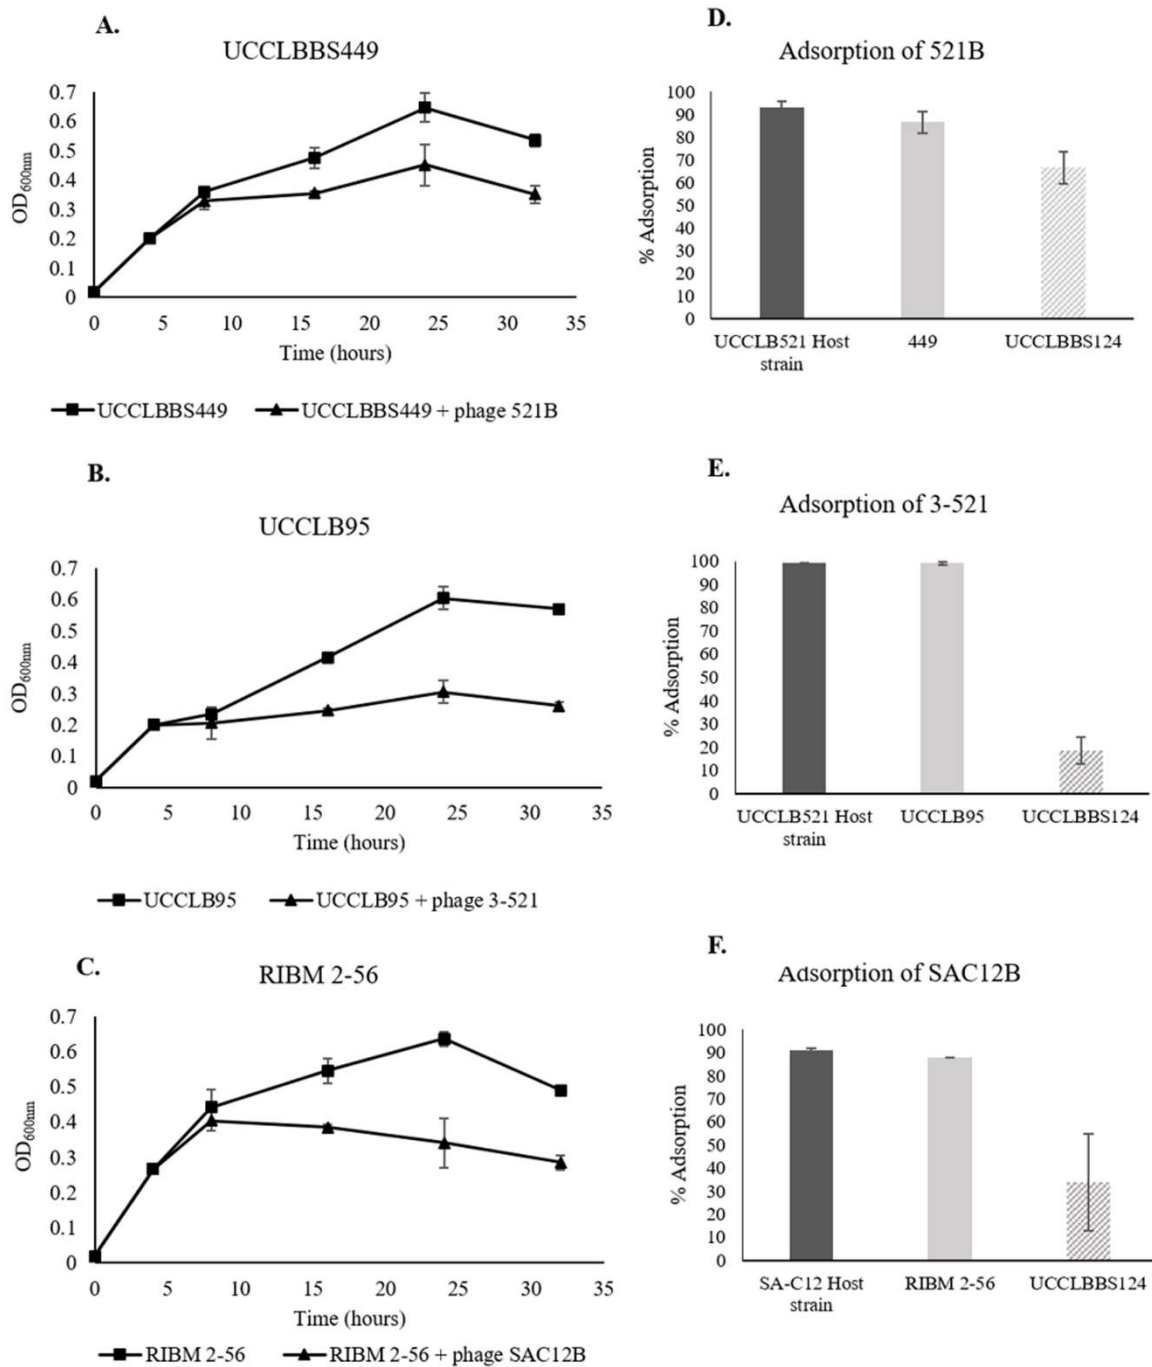 A.
UCCLBBS449
OD600nm
0.7
0.6
0.5
0.4
0.3
0.2
0.1
0
0 5 10 15 20 25 30 35
Time (hours)
UCCLBBS449 UCCLBBS449 + phage 521B
D.
Adsorption of 521B
% Adsorption
100
90
80
70
60
50
40
30
20
10
0
UCCLB521 Host
strain
449
UCCLBBS124
B.
UCCLB95
OD600nm
0.7
0.6
0.5
0.4
0.3
0.2
0.1
0
0 5 10 15 20 25 30 35
Time (hours)
UCCLB95 UCCLB95 + phage 3-521
E.
Adsorption of 3-521
% Adsorption
100
90
80
70
60
50
40
30
20
10
0
UCCLB521 Host
strain
UCCLB95
UCCLBBS124
C.
RIBM 2-56
OD600nm
0.7
0.6
0.5
0.4
0.3
0.2
0.1
0
0 5 10 15 20 25 30 35
Time (hours)
RIBM 2-56 RIBM 2-56 + phage SAC12B
F.
Adsorption of SAC12B
% Adsorption
100
90
80
70
60
50
40
30
20
10
0
SA-C12 Host
strain
RIBM 2-56
UCCLBBS124